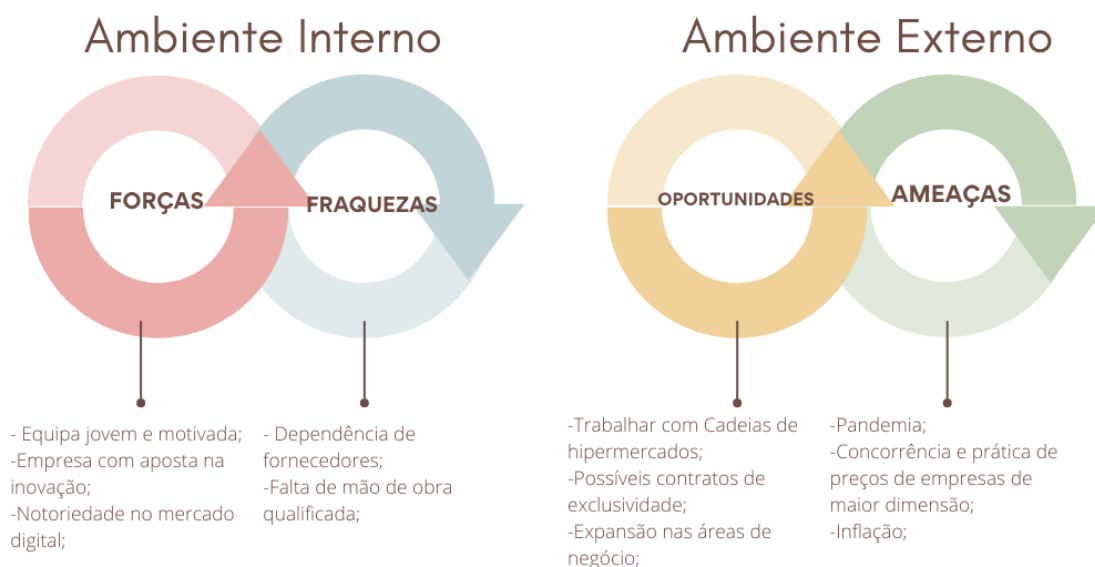 Ambiente Interno
FORÇAS
FRAQUEZAS
- Equipa jovem e motivada;
-Empresa com aposta na
inovação;
-Notoriedade no mercado
digital;
- Dependência de
fornecedores;
-Falta de mão de obra
qualificada;
Ambiente Externo
OPORTUNIDADES
AMEAÇAS
-Trabalhar com Cadeias de
hipermercados;
-Possíveis contratos de
exclusividade;
-Expansão nas áreas de
negócio;
-Pandemia;
-Concorrência e prática de
preços de empresas de
maior dimensão;
-Inflação;